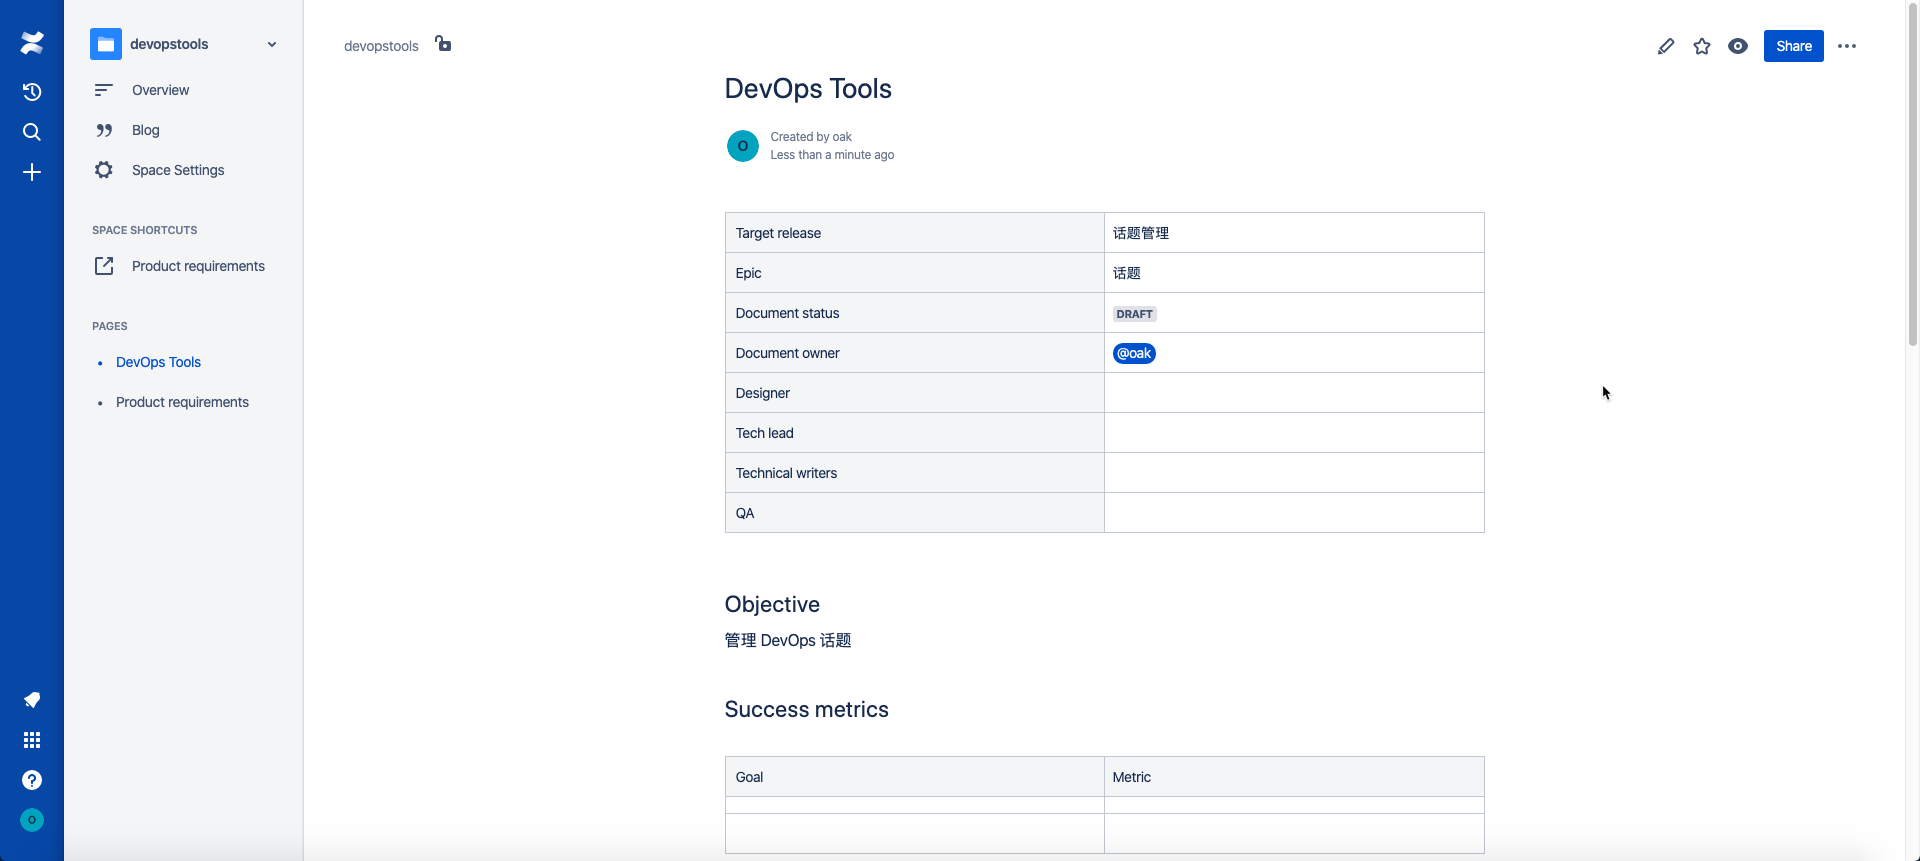 devopstools
Overview
Blog
Space Settings
SPACE SHORTCUTS
Product requirements
PAGES
DevOps Tools
Product requirements
O
devopstools
Share
DevOps Tools
O
Created by oak
Less than a minute ago
Target release 话题管理
Epic 话题
Document status DRAFT
Document owner @oak
Designer
Tech lead
Technical writers
QA
Objective
管理 DevOps 话题
Success metrics
Goal Metric